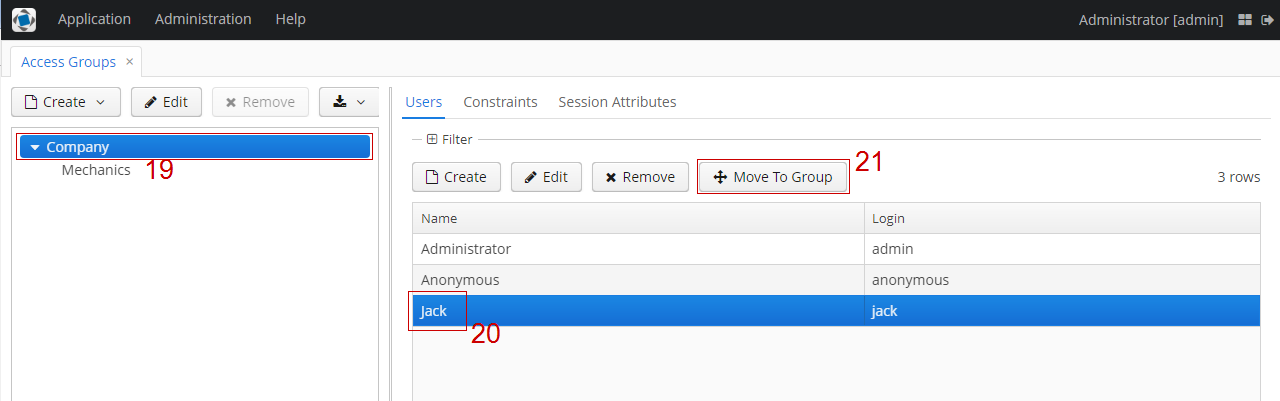 Application Administration Help Administrator [admin]
Access Groups ×
Create Edit Remove
Users Constraints Session Attributes
Company
Mechanics
19
Filter
Create Edit Remove Move To Group 3 rows
21
Name Login
Administrator admin
Anonymous anonymous
Jack jack
20